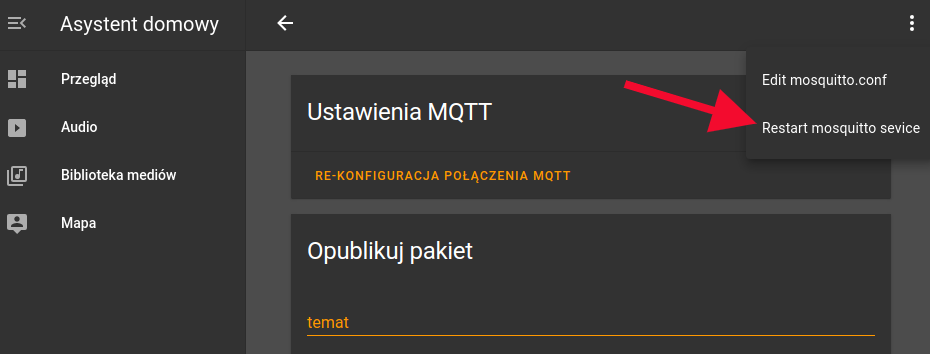 Asystent domowy
Przegląd
Audio
Biblioteka mediów
Mapa
Edit mosquitto.conf
Restart mosquitto sevice
Ustawienia MQTT
RE-KONFIGURACJA POŁĄCZENIA MQTT
Opublikuj pakiet
temat